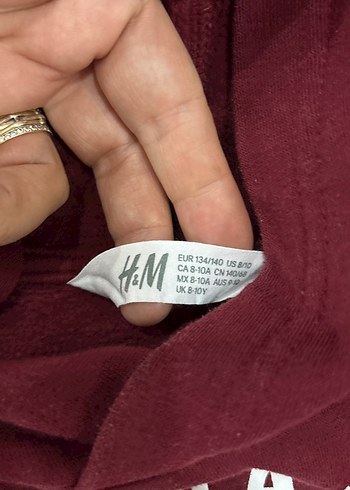 H&M
EUR 134/140 US 8/10
CA 8-10A CN 140/68
MX 8-10A AUS
UK 8-10Y